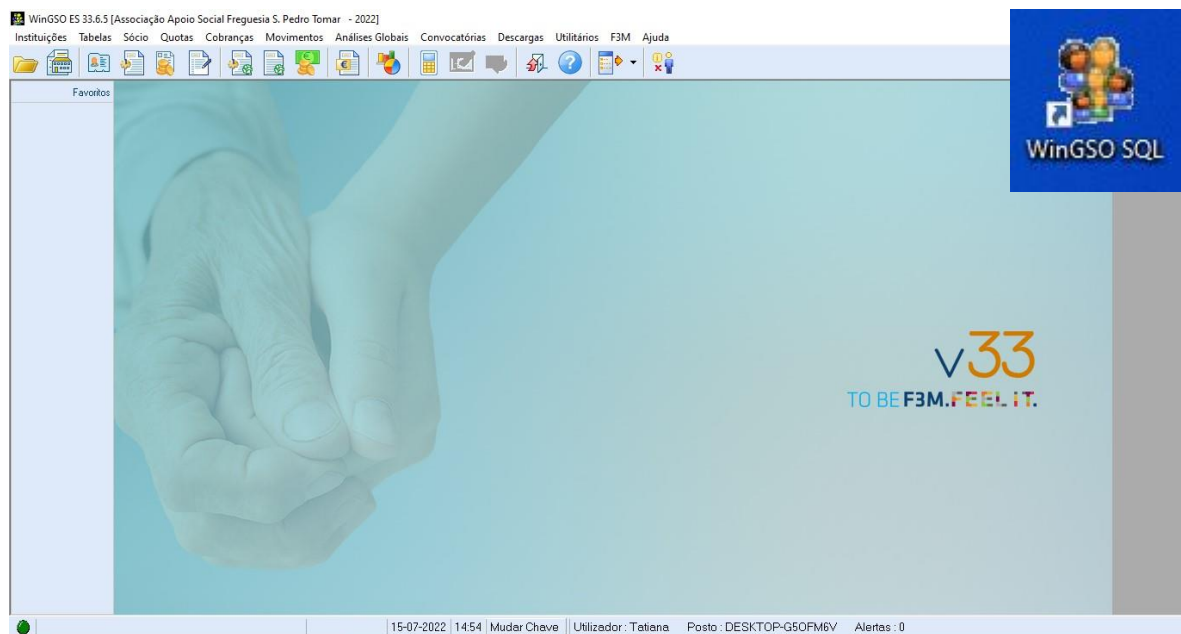 WinGSO ES 33.6.5 [Associação Apoio Social Freguesia S. Pedro Tomar - 2022]
Instituições Tabelas Sócio Quotas Cobranças Movimentos Análises Globais Convocatórias Descargas Utilitários F3M Ajuda
WinGSO SQL
Favoritos
v33
TO BE F3M.FEEL IT.
15-07-2022 14:54 Mudar Chave Utilizador : Tatiana Posto : DESKTOP-G5OFM6V Alertas : 0